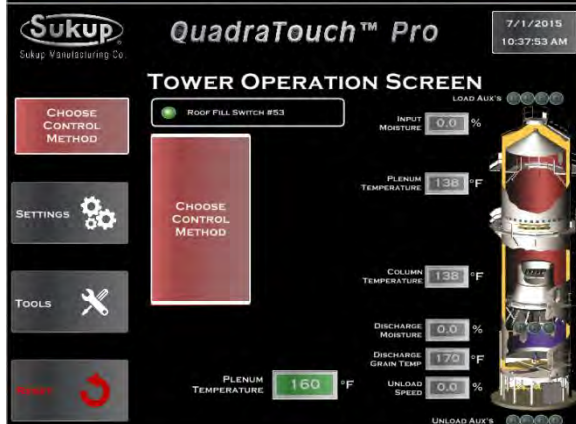 Sukup
Sukup Manufacturing Co.
QuadraTouch™ Pro
7/1/2015
10:37:53 AM
TOWER OPERATION SCREEN
LOAD AUX'S
CHOOSE
CONTROL
METHOD
ROOF FILL SWITCH #53
INPUT
MOISTURE
0.0 %
PLENUM
TEMPERATURE
138 °F
SETTINGS
CHOOSE
CONTROL
METHOD
COLUMN
TEMPERATURE
138 °F
TOOLS
DISCHARGE
MOISTURE
0.0 %
DISCHARGE
GRAIN TEMP
170 °F
PLENUM
TEMPERATURE
160 °F
UNLOAD
SPEED
0.0 %
UNLOAD AUX'S